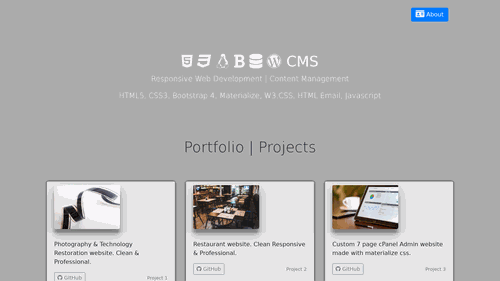 About
CMS
Responsive Web Development | Content Management
HTML5, CSS3, Bootstrap 4, Materialize, W3.CSS, HTML Email, Javascript
Portfolio | Projects
Photography & Technology
Restoration website. Clean &
Professional.
GitHub
Project 1
Restaurant website. Clean Responsive
& Professional.
GitHub
Project 2
Custom 7 page cPanel Admin website
made with materialize css.
GitHub
Project 3